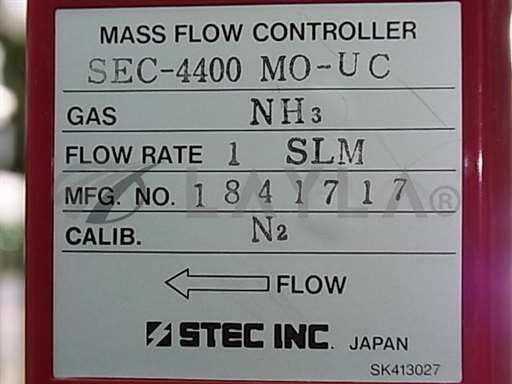 MASS FLOW CONTROLLER
SEC-4400 MO-UC
GAS NH3
FLOW RATE 1 SLM
MFG. NO. 1841717
CALIB. N2
FLOW
STEC INC. JAPAN
SK413027
LAYLA®